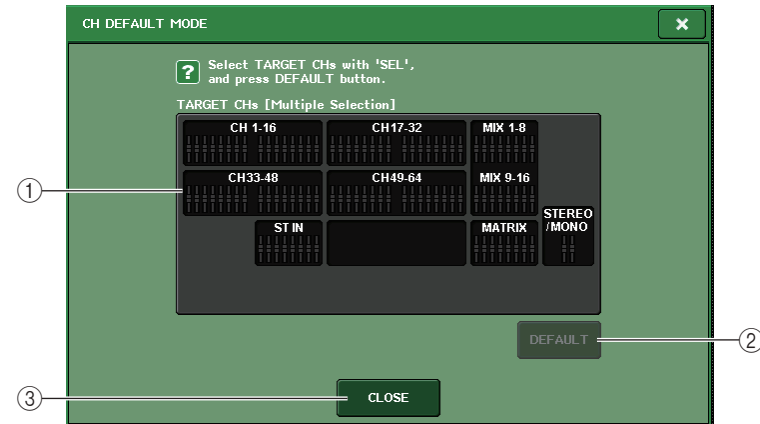 CH DEFAULT MODE
×
? Select TARGET CHs with 'SEL',
and press DEFAULT button.
TARGET CHs [Multiple Selection]
CH 1-16 CH17-32 MIX 1-8
① CH33-48 CH49-64 MIX 9-16
STEREO
/MONO
ST IN MATRIX
DEFAULT ②
③ CLOSE